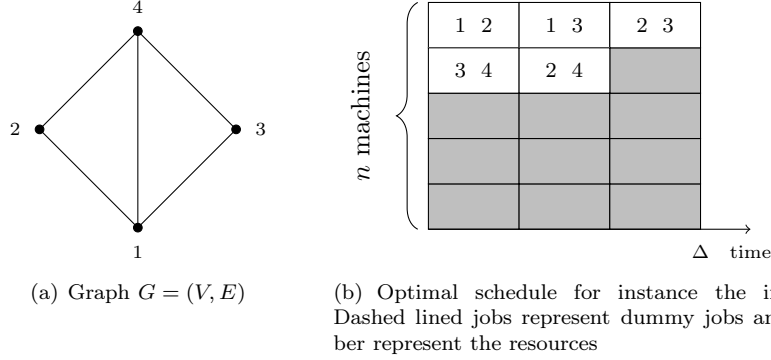 4
2
3
1
(a) Graph G = (V, E)
n machines
1 2 1 3 2 3
3 4 2 4
Δ time
(b) Optimal schedule for instance the
Dashed lined jobs represent dummy jobs
ber represent the resources